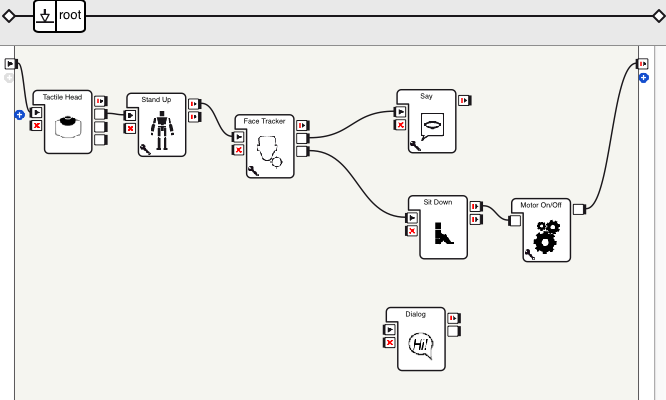 root
Tactile Head
Stand Up
Face Tracker
Say
Sit Down
Motor On/Off
Dialog
Hi!